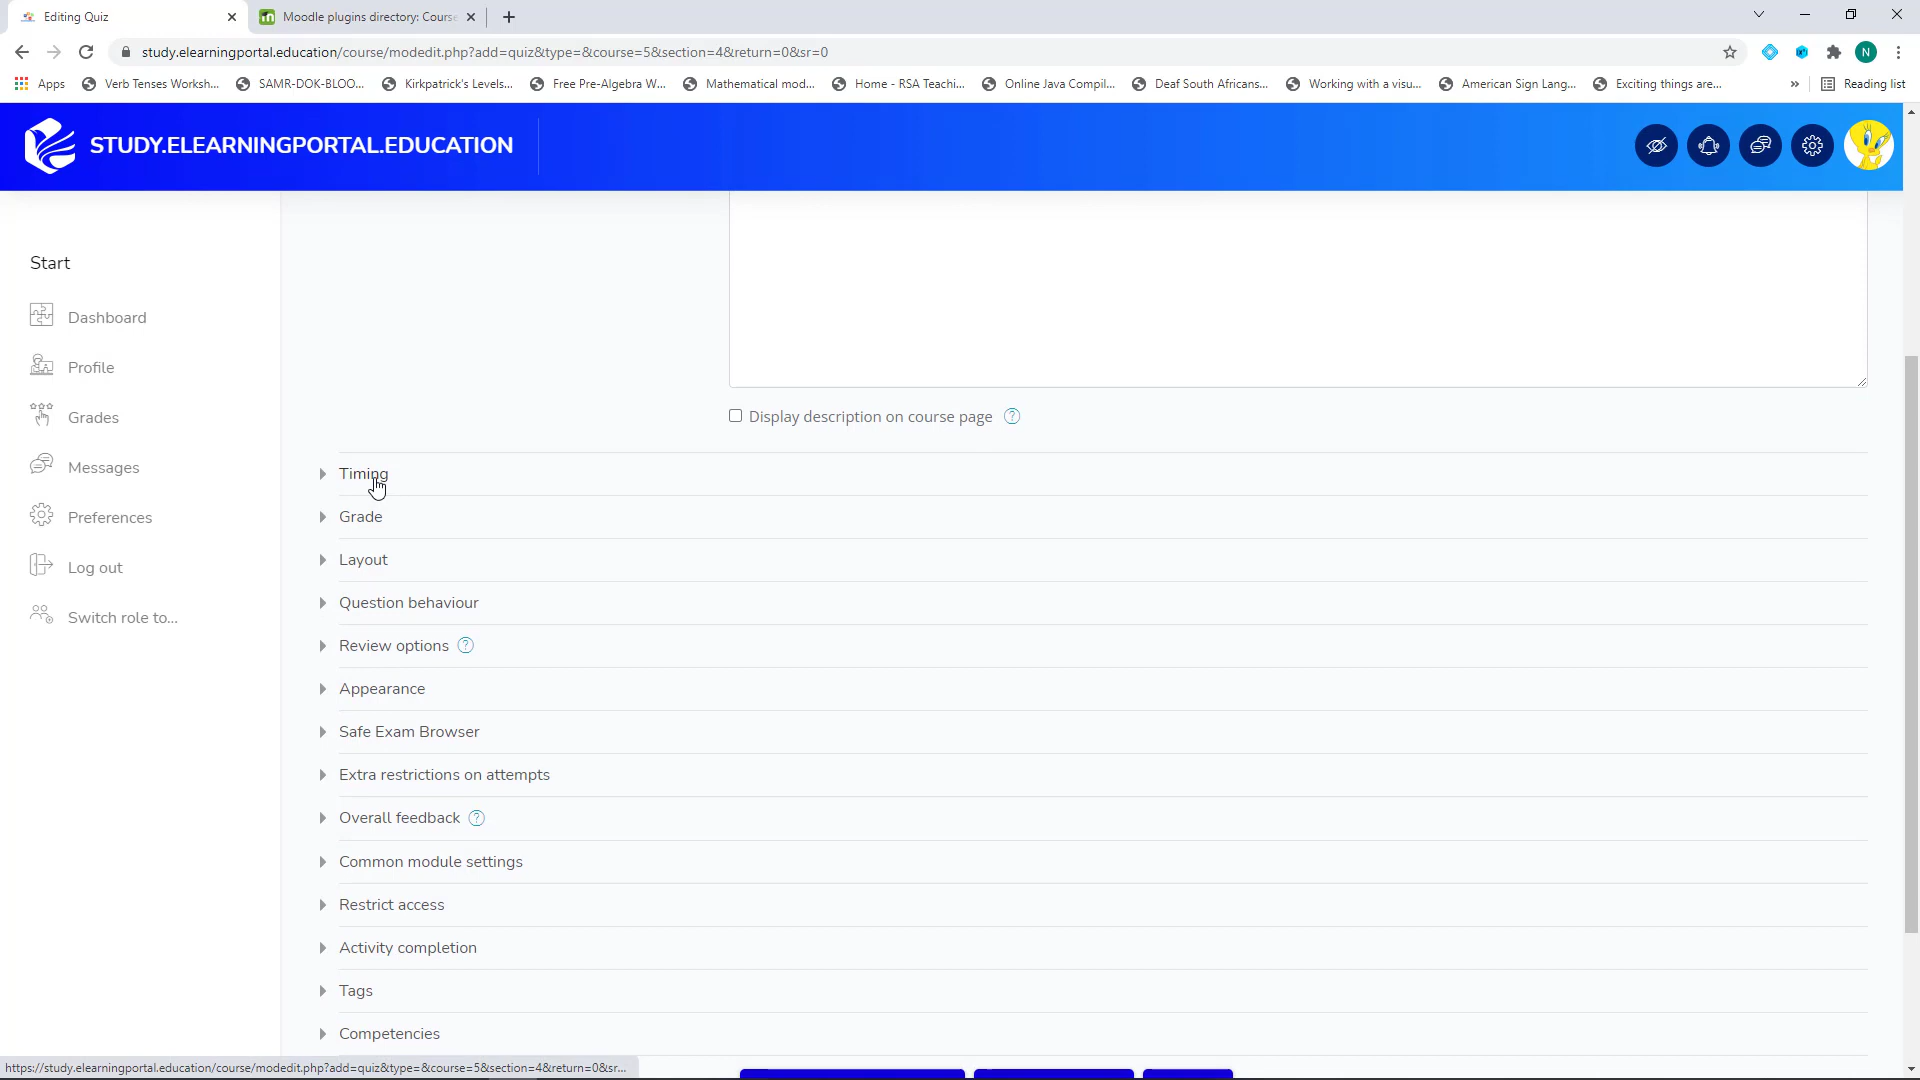 Editing Quiz
Moodle plugins directory: Course
study.elearningportal.education/course/modedit.php?add=quiz&type=&course=5&section=4&return=0&sr=0
N
Apps
Verb Tenses Worksh...
SAMR-DOK-BLOO...
Kirkpatrick's Levels...
Free Pre-Algebra W...
Mathematical mod...
Home - RSA Teachi...
Online Java Compil...
Deaf South Africans...
Working with a visu...
American Sign Lang...
Exciting things are...
»
Reading list
STUDY.ELEARNINGPORTAL.EDUCATION
Start
Dashboard
Profile
Grades
Messages
Preferences
Log out
Switch role to...
Display description on course page
Timing
Grade
Layout
Question behaviour
Review options
Appearance
Safe Exam Browser
Extra restrictions on attempts
Overall feedback
Common module settings
Restrict access
Activity completion
Tags
Competencies
https://study.elearningportal.education/course/modedit.php?add=quiz&type=&course=5&section=4&return=0&sr...